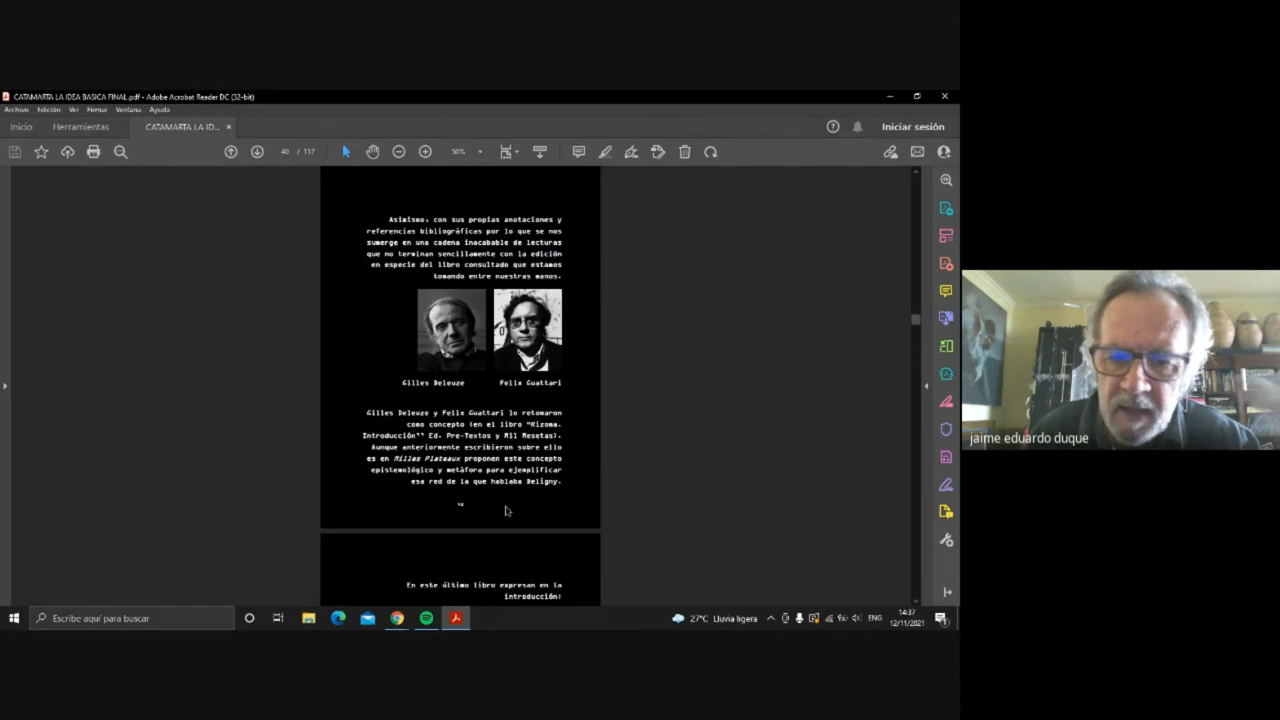 CATAMARTA LA IDEA BASICA FINAL.pdf - Adobe Acrobat Reader DC (32-bit)
Archivo Edición Ver Firmar Ventana Ayuda
Inicio Herramientas CATAMARTA LA ID... × Iniciar sesión
40 / 117 50%
Asimismo, con sus propias anotaciones y
referencias bibliográficas por lo que se nos
sumerge en una cadena inacabable de lecturas
que no terminan sencillamente con la edición
en especie del libro consultado que estamos
tomando entre nuestras manos.
Gilles Deleuze Felix Guattari
Gilles Deleuze y Felix Guattari lo retomaron
como concepto (en el libro "Rizoma.
Introducción" Ed. Pre-Textos y Mil Mesetas).
Aunque anteriormente escribieron sobre ello
es en Milles Plateaux proponen este concepto
epistemológico y metáfora para ejemplificar
esa red de la que hablaba Deligny.
En este último libro expresan en la
introducción:
jaime eduardo duque
Escribe aquí para buscar
27°C Lluvia ligera ENG
14:37
12/11/2021